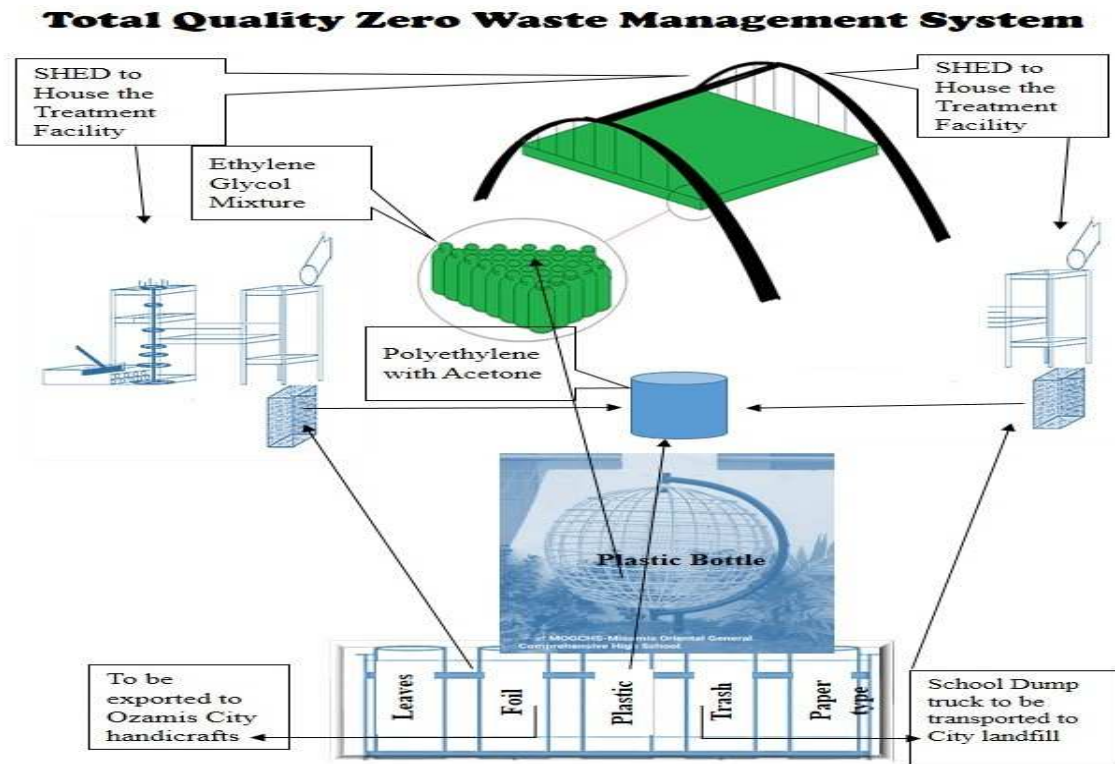 Total Quality Zero Waste Management System
SHED to
House the
Treatment
Facility
SHED to
House the
Treatment
Facility
Ethylene
Glycol
Mixture
Polyethylene
with Acetone
Plastic Bottle
at MOGCHS-Misamis Oriental General
Comprehensive High School.
To be
exported to
Ozamis City
handicrafts
Leaves
Foil
Plastic
Trash
Paper
type
School Dump
truck to be
transported to
City landfill